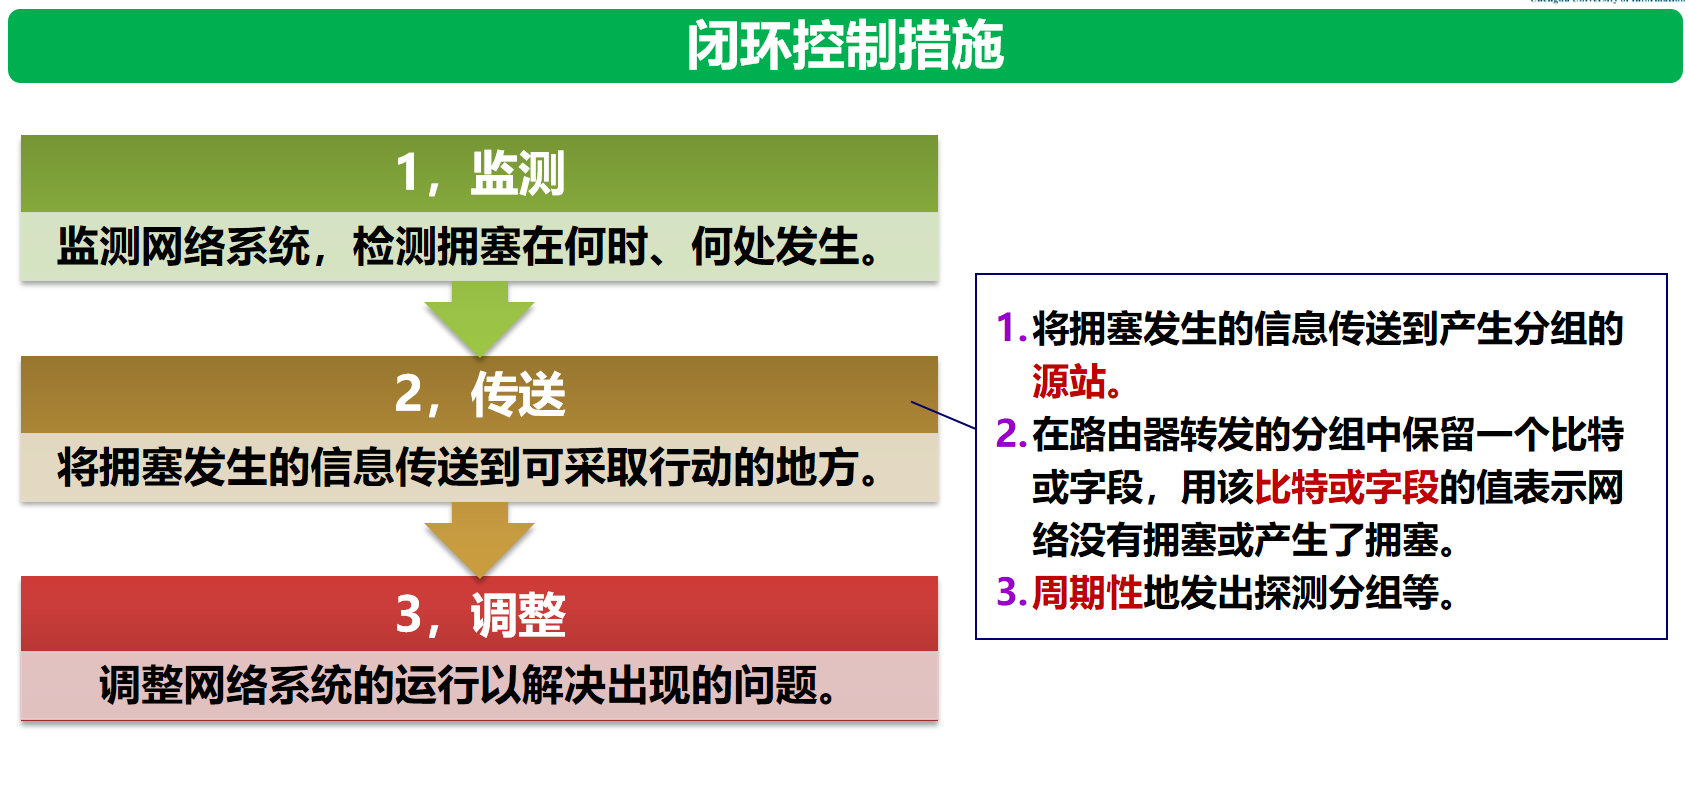 Chengdu University of Information
闭环控制措施
1，监测
监测网络系统，检测拥塞在何时、何处发生。
2，传送
将拥塞发生的信息传送到可采取行动的地方。
3，调整
调整网络系统的运行以解决出现的问题。
1.将拥塞发生的信息传送到产生分组的
源站。
2.在路由器转发的分组中保留一个比特
或字段，用该比特或字段的值表示网
络没有拥塞或产生了拥塞。
3.周期性地发出探测分组等。